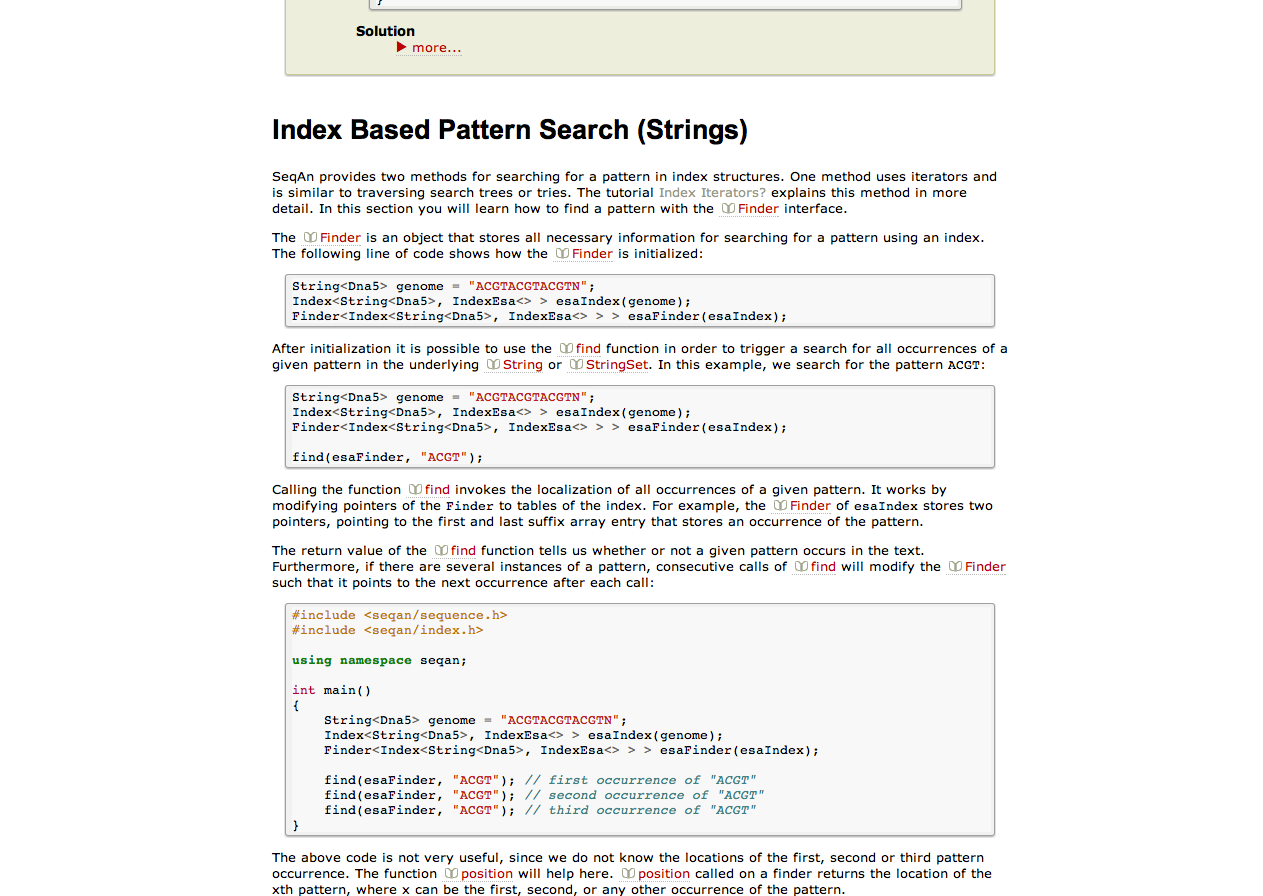 }
Solution
▶ more...
Index Based Pattern Search (Strings)
SeqAn provides two methods for searching for a pattern in index structures. One method uses iterators and
is similar to traversing search trees or tries. The tutorial Index Iterators? explains this method in more
detail. In this section you will learn how to find a pattern with the Finder interface.
The Finder is an object that stores all necessary information for searching for a pattern using an index.
The following line of code shows how the Finder is initialized:
String<Dna5> genome = "ACGTACGTACGTN";
Index<String<Dna5>, IndexEsa<> > esaIndex(genome);
Finder<Index<String<Dna5>, IndexEsa<> > > esaFinder(esaIndex);
After initialization it is possible to use the find function in order to trigger a search for all occurrences of a
given pattern in the underlying String or StringSet. In this example, we search for the pattern ACGT:
String<Dna5> genome = "ACGTACGTACGTN";
Index<String<Dna5>, IndexEsa<> > esaIndex(genome);
Finder<Index<String<Dna5>, IndexEsa<> > > esaFinder(esaIndex);
find(esaFinder, "ACGT");
Calling the function find invokes the localization of all occurrences of a given pattern. It works by
modifying pointers of the Finder to tables of the index. For example, the Finder of esaIndex stores two
pointers, pointing to the first and last suffix array entry that stores an occurrence of the pattern.
The return value of the find function tells us whether or not a given pattern occurs in the text.
Furthermore, if there are several instances of a pattern, consecutive calls of find will modify the Finder
such that it points to the next occurrence after each call:
#include <seqan/sequence.h>
#include <seqan/index.h>
using namespace seqan;
int main()
{
String<Dna5> genome = "ACGTACGTACGTN";
Index<String<Dna5>, IndexEsa<> > esaIndex(genome);
Finder<Index<String<Dna5>, IndexEsa<> > > esaFinder(esaIndex);
find(esaFinder, "ACGT"); // first occurrence of "ACGT"
find(esaFinder, "ACGT"); // second occurrence of "ACGT"
find(esaFinder, "ACGT"); // third occurrence of "ACGT"
}
The above code is not very useful, since we do not know the locations of the first, second or third pattern
occurrence. The function position will help here. position called on a finder returns the location of the
xth pattern, where x can be the first, second, or any other occurrence of the pattern.